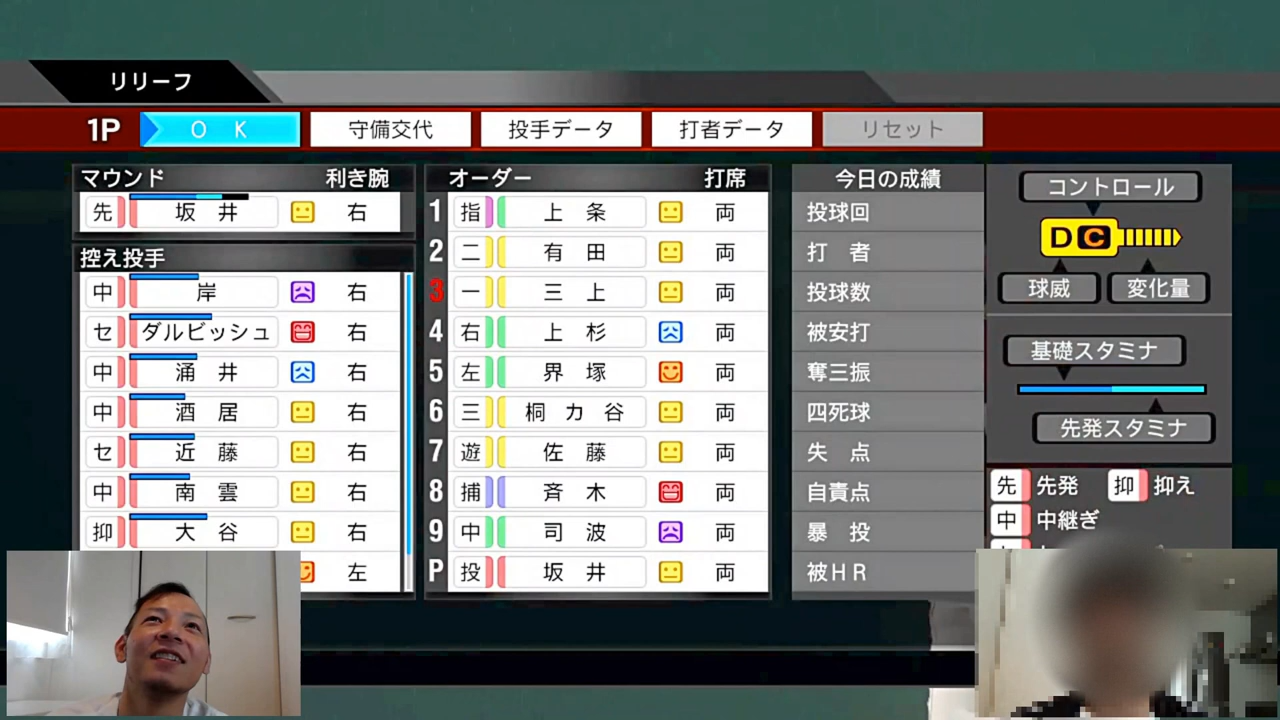 リリーフ
1P OK 守備交代 投手データ 打者データ リセット
マウンド 利き腕
先 坂井 右
控え投手
中 岸 右
セ ダルビッシュ 右
中 涌井 右
中 酒居 右
セ 近藤 右
中 南雲 右
抑 大谷 右
左
オーダー 打席
1 指 上条 両
2 二 有田 両
3 一 三上 両
4 右 上杉 両
5 左 界塚 両
6 三 桐力谷 両
7 遊 佐藤 両
8 捕 斉木 両
9 中 司波 両
P 投 坂井 両
今日の成績
投球回
打者
投球数
被安打
奪三振
四死球
失点
自責点
暴投
被HR
コントロール
D C
球威 変化量
基礎スタミナ
先発スタミナ
先 先発 抑 抑え
中 中継ぎ